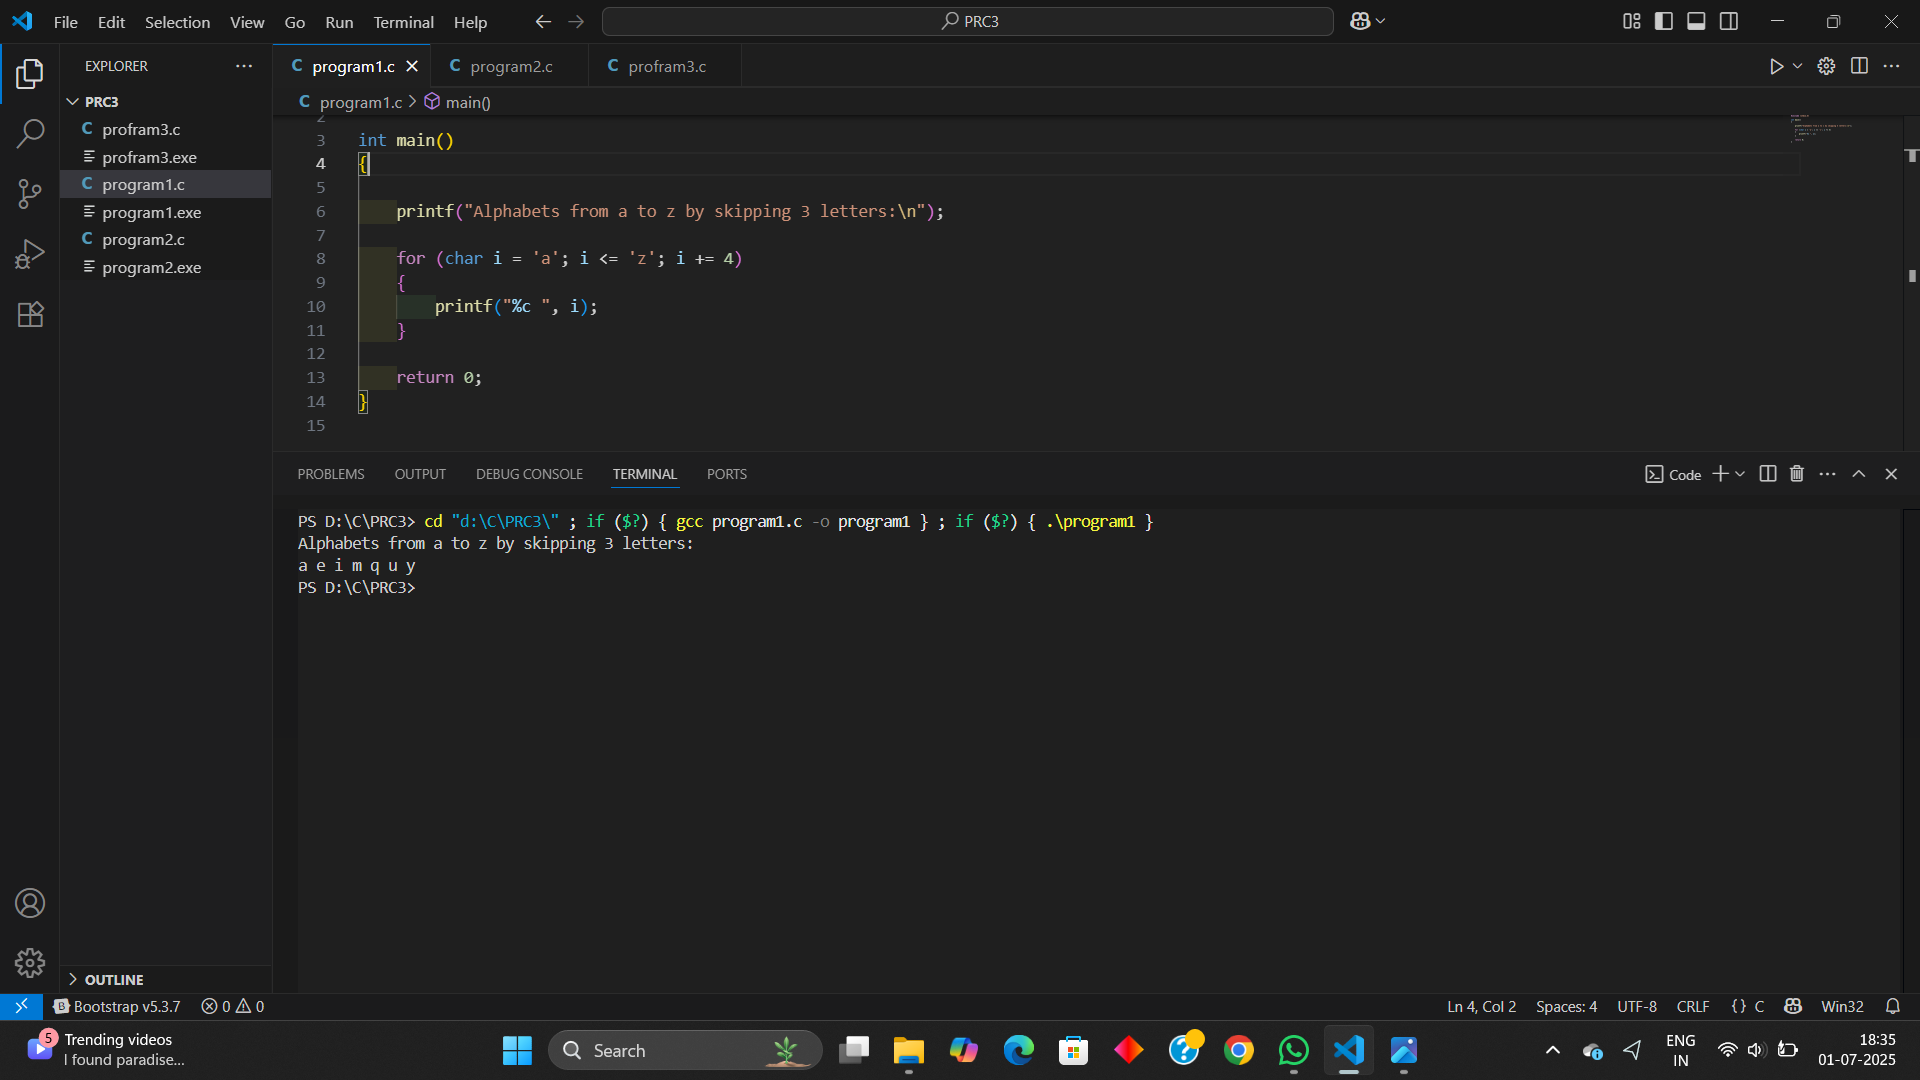 File Edit Selection View Go Run Terminal Help
PRC3
EXPLORER
PRC3
C profram3.c
profram3.exe
C program1.c
program1.exe
C program2.c
program2.exe
OUTLINE
C program1.c
C program2.c
C profram3.c
C program1.c > main()
2
3 int main()
4 {
5
6 printf("Alphabets from a to z by skipping 3 letters:\n");
7
8 for (char i = 'a'; i <= 'z'; i += 4)
9 {
10 printf("%c ", i);
11 }
12
13 return 0;
14 }
15
PROBLEMS OUTPUT DEBUG CONSOLE TERMINAL PORTS
Code
PS D:\C\PRC3> cd "d:\C\PRC3\" ; if ($?) { gcc program1.c -o program1 } ; if ($?) { .\program1 }
Alphabets from a to z by skipping 3 letters:
a e i m q u y
PS D:\C\PRC3>
B Bootstrap v5.3.7 0 0
Ln 4, Col 2 Spaces: 4 UTF-8 CRLF {} C Win32
5
Trending videos
I found paradise...
Search
ENG
IN
18:35
01-07-2025